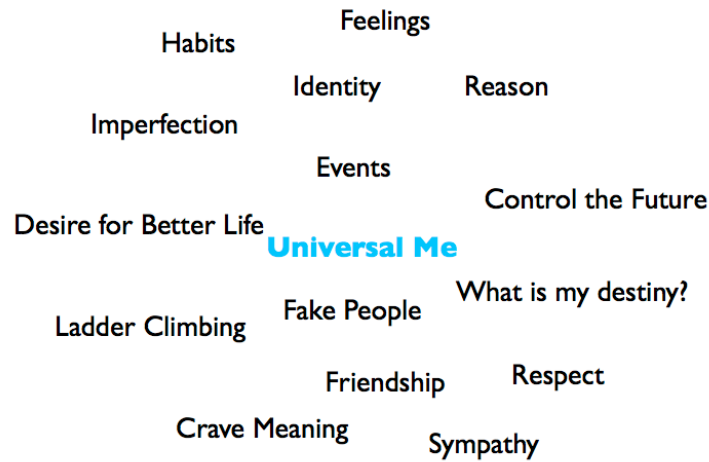 Feelings
Habits
Identity
Reason
Imperfection
Events
Control the Future
Desire for Better Life
Universal Me
What is my destiny?
Fake People
Ladder Climbing
Respect
Friendship
Crave Meaning
Sympathy